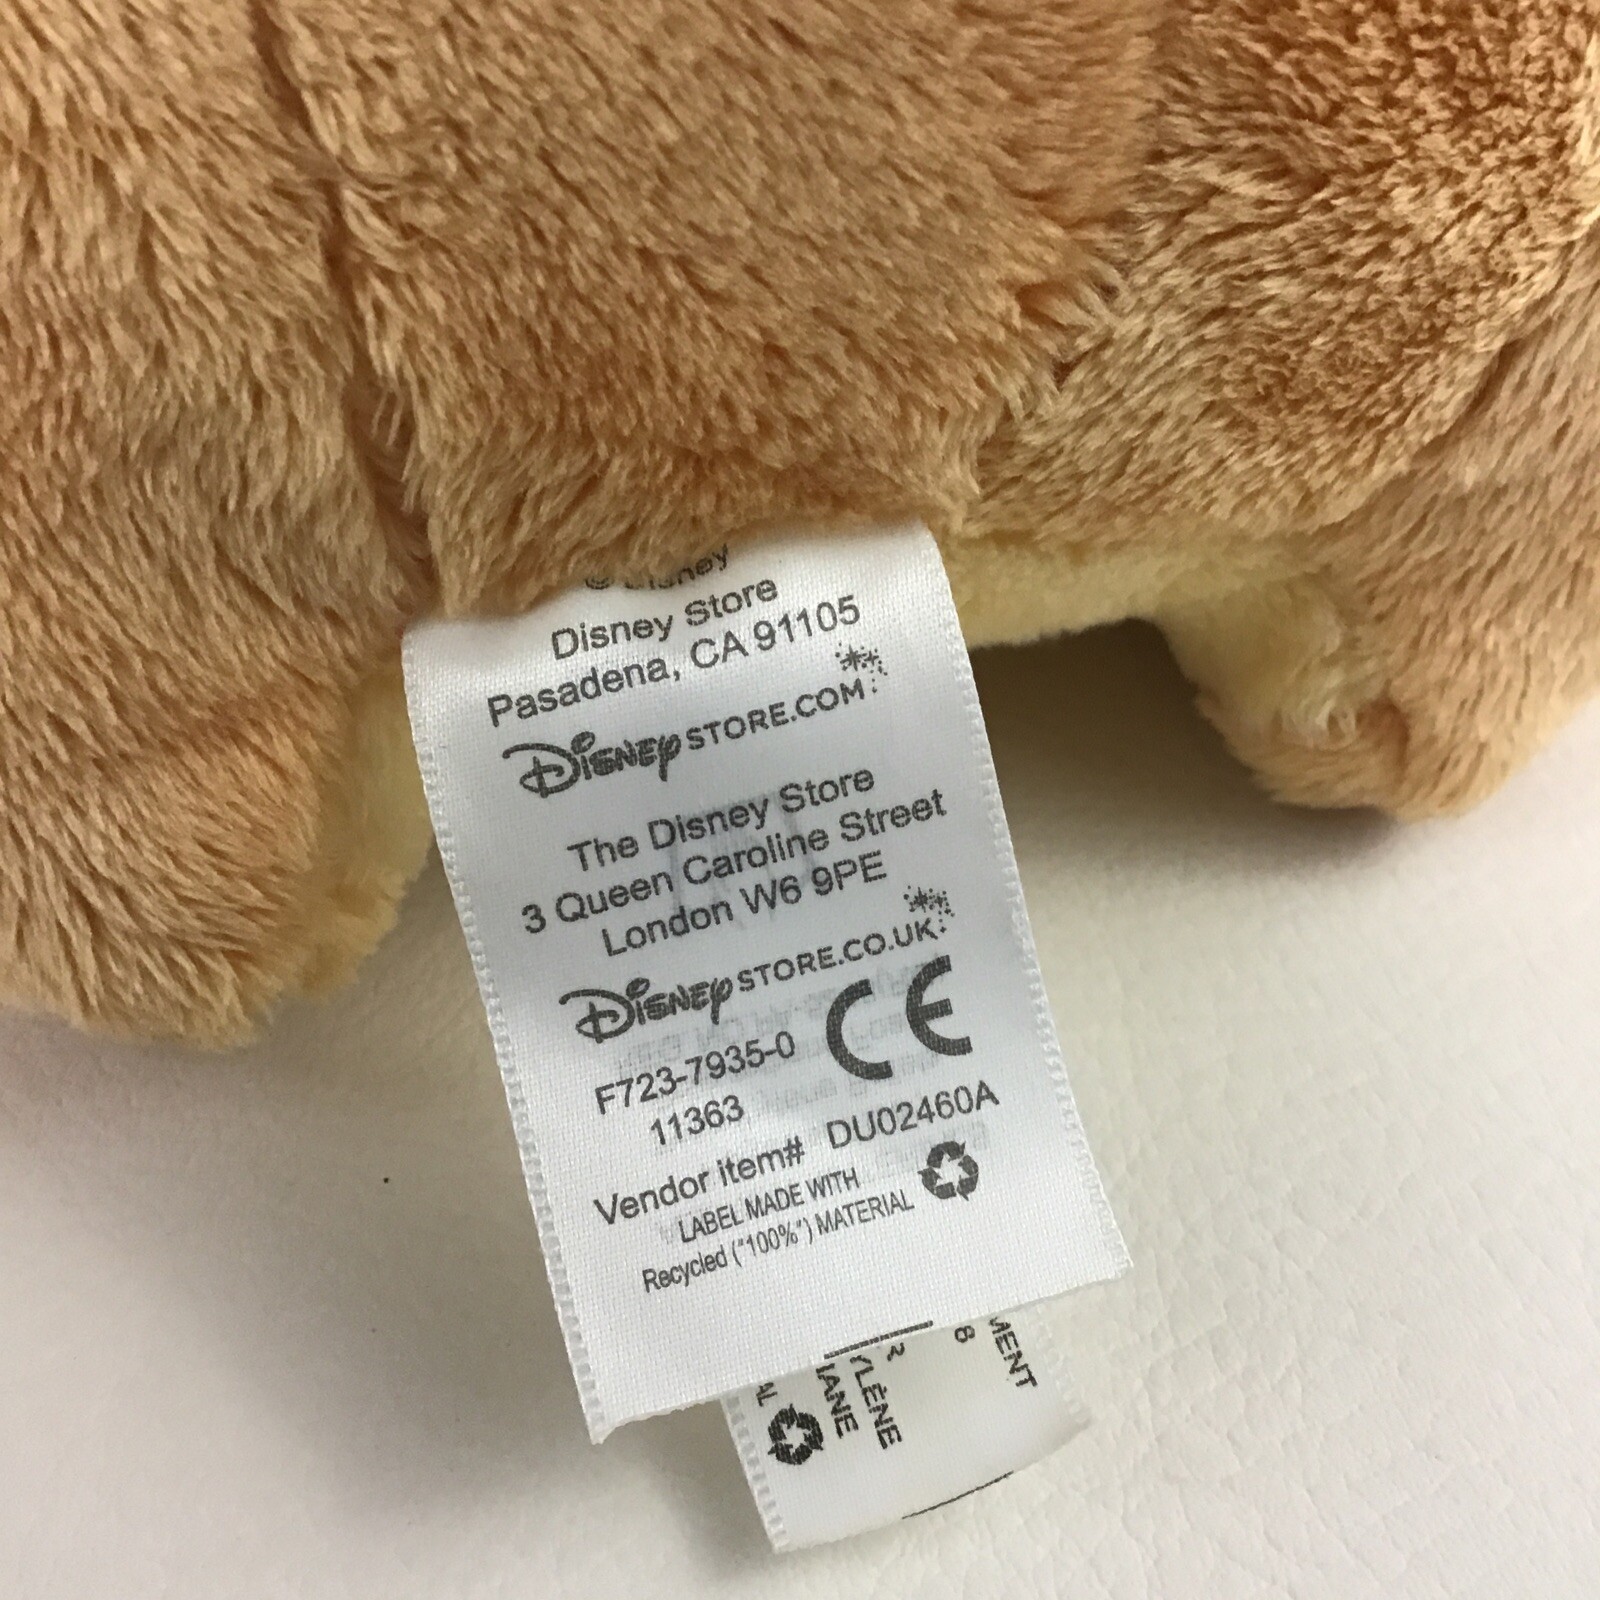 © Disney
Disney Store
Pasadena, CA 91105
DISNEY STORE.COM
The Disney Store
3 Queen Caroline Street
London W6 9PE
DISNEY STORE.CO.UK
F723-7935-0
11363
CE
Vendor item# DU02460A
LABEL MADE WITH
Recycled ("100%") MATERIAL